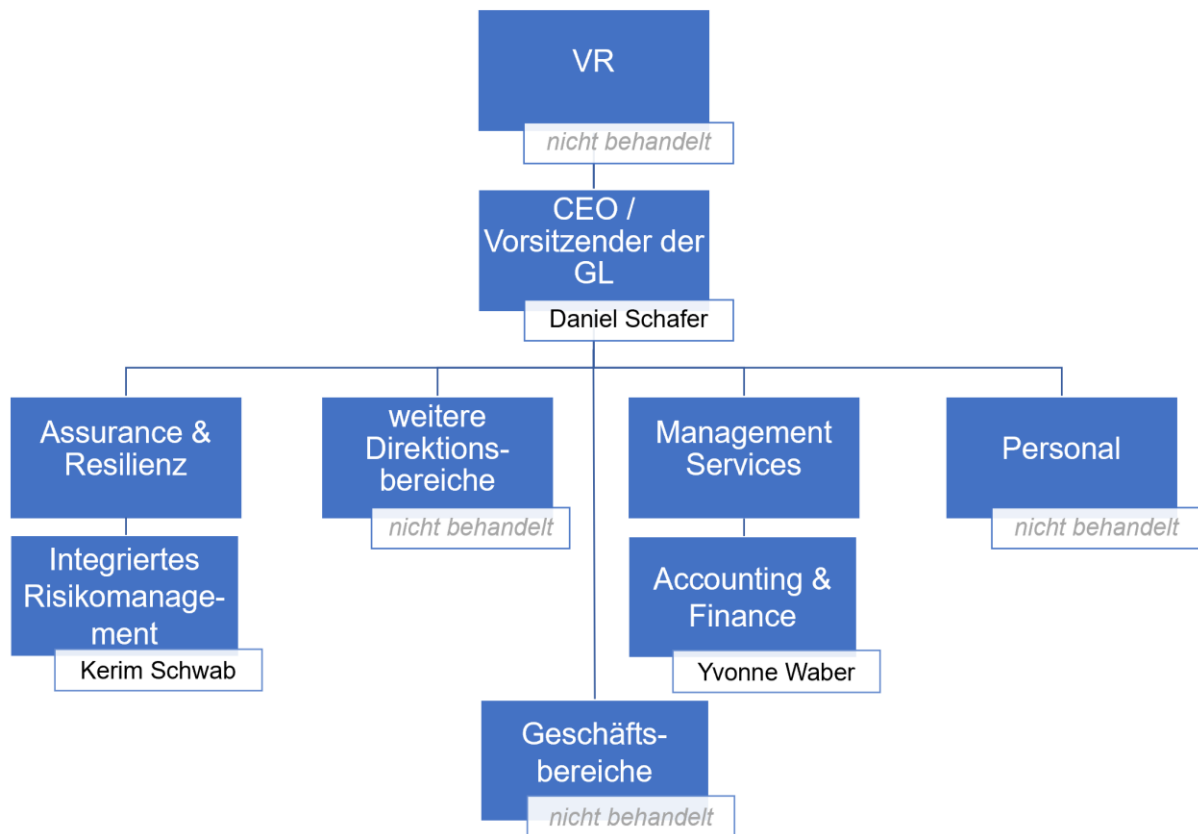 VR
nicht behandelt
CEO /
Vorsitzender der
GL
Daniel Schafer
Assurance &
Resilienz
weitere
Direktions-
bereiche
nicht behandelt
Management
Services
Personal
nicht behandelt
Integriertes
Risikomanage-
ment
Kerim Schwab
Accounting &
Finance
Yvonne Waber
Geschäfts-
bereiche
nicht behandelt